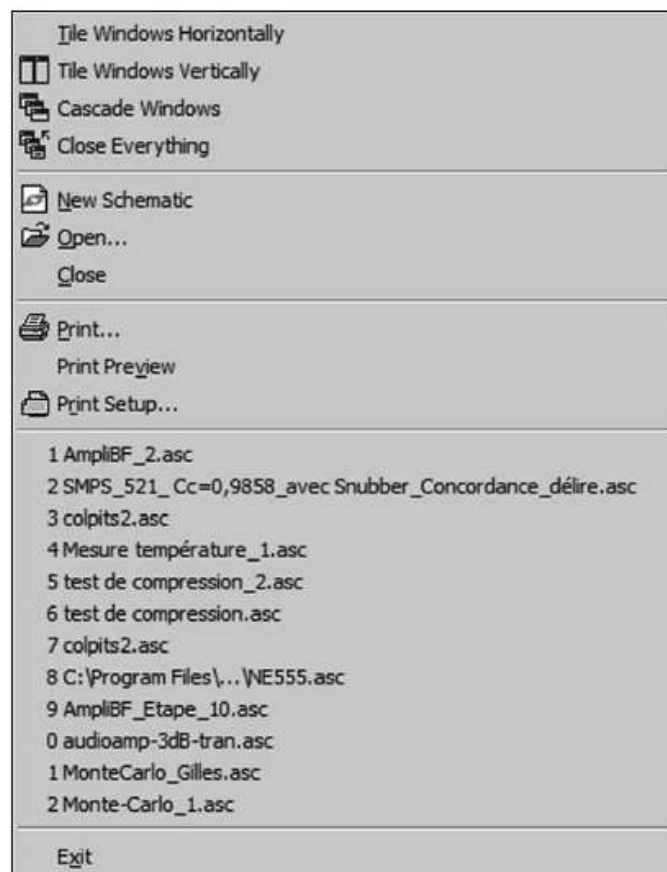 Tile Windows Horizontally
Tile Windows Vertically
Cascade Windows
Close Everything
New Schematic
Open...
Close
Print...
Print Preview
Print Setup...
1 AmpliBF_2.asc
2 SMPS_521_ Cc=0,9858_avec Snubber_Concordance_délire.asc
3 colpits2.asc
4 Mesure température_1.asc
5 test de compression_2.asc
6 test de compression.asc
7 colpits2.asc
8 C:\Program Files\...\NE555.asc
9 AmpliBF_Etape_10.asc
0 audioamp-3dB-tran.asc
1 MonteCarlo_Gilles.asc
2 Monte-Carlo_1.asc
Exit